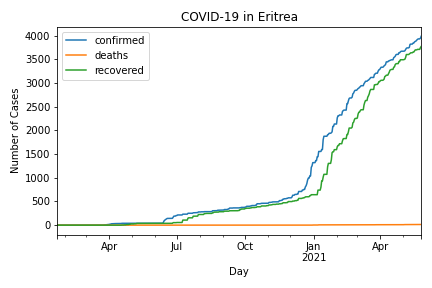 COVID-19 in Eritrea
confirmed
deaths
recovered
Number of Cases
4000
3500
3000
2500
2000
1500
1000
500
0
Apr
Jul
Oct
Jan
2021
Apr
Day